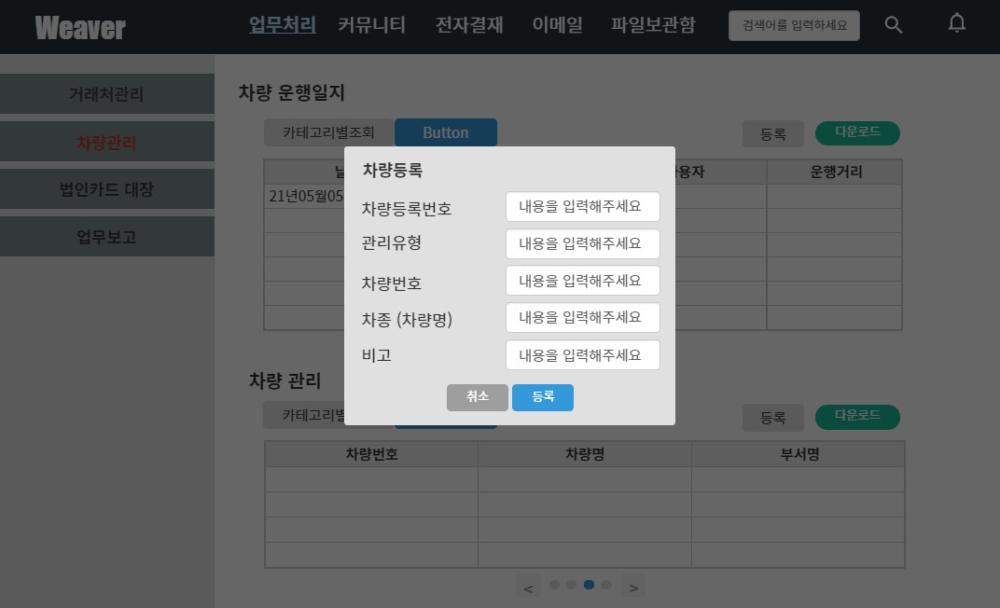 Weaver 업무처리 커뮤니티 전자결재 이메일 파일보관함 검색어를 입력하세요
거래처관리
차량관리
법인카드 대장
업무보고
차량 운행일지
카테고리별조회 Button 등록 다운로드
운행거리
21년05월05
차량등록
차량등록번호 내용을 입력해주세요
관리유형 내용을 입력해주세요
차량번호 내용을 입력해주세요
차종 (차량명) 내용을 입력해주세요
비고 내용을 입력해주세요
취소 등록
차량 관리
카테고리별 등록 다운로드
차량번호 차량명 부서명
< >